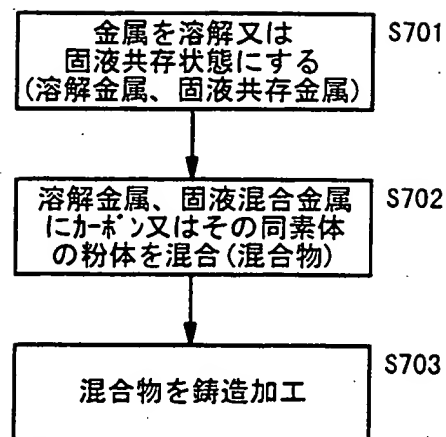 金属を溶解又は
固液共存状態にする
(溶解金属、固液共存金属)
S701
溶解金属、固液混合金属
にカーボン又はその同素体
の粉体を混合(混合物)
S702
混合物を鋳造加工
S703